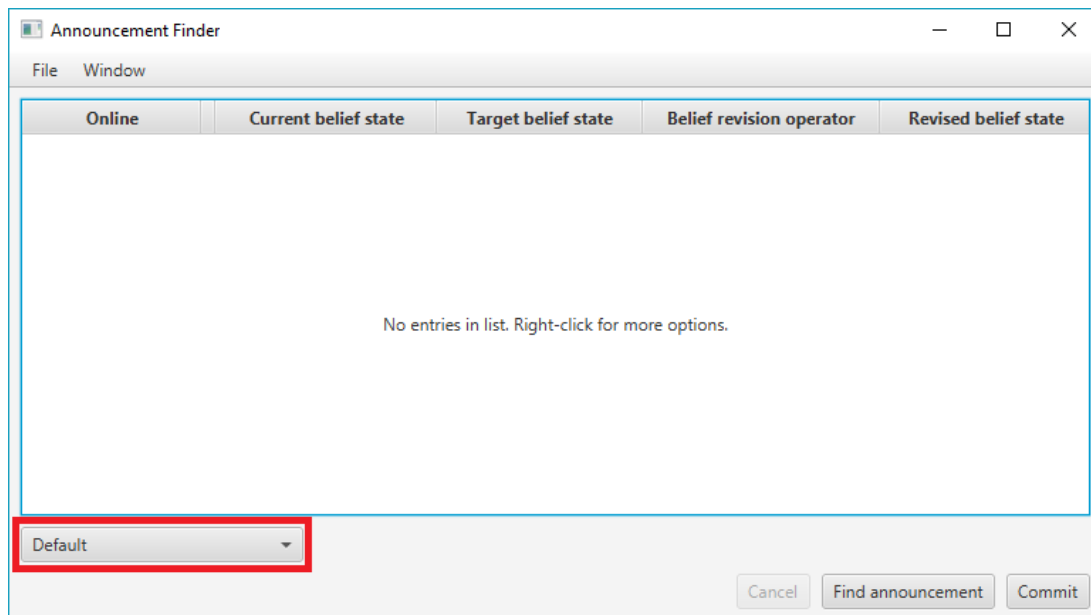 Announcement Finder
File Window
Online Current belief state Target belief state Belief revision operator Revised belief state
No entries in list. Right-click for more options.
Default
Cancel Find announcement Commit